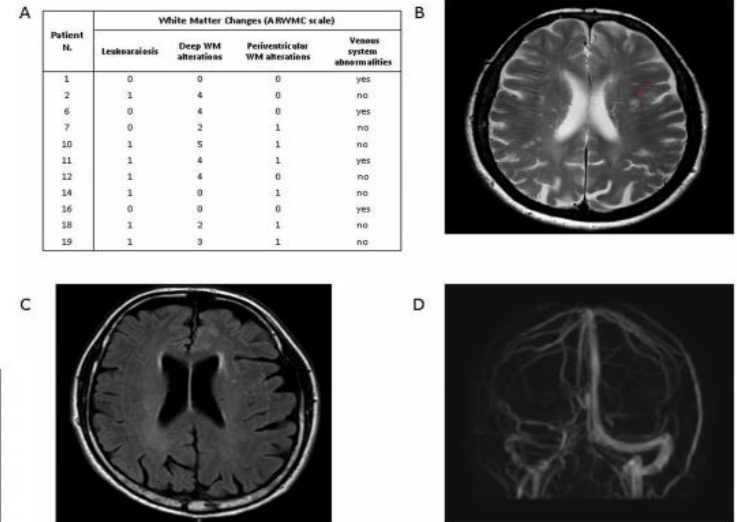 A
White Matter Changes (ARWMC scale)
Patient N.
Leukoaraiosis
Deep WM alterations
Periventricular WM alterations
Venous system abnormalities
1 0 0 0 yes
2 1 4 0 no
6 0 4 0 yes
7 0 2 1 no
10 1 5 1 no
11 1 4 1 yes
12 1 4 0 no
14 1 0 1 no
16 0 0 0 yes
18 1 2 1 no
19 1 3 1 no
B
C
D